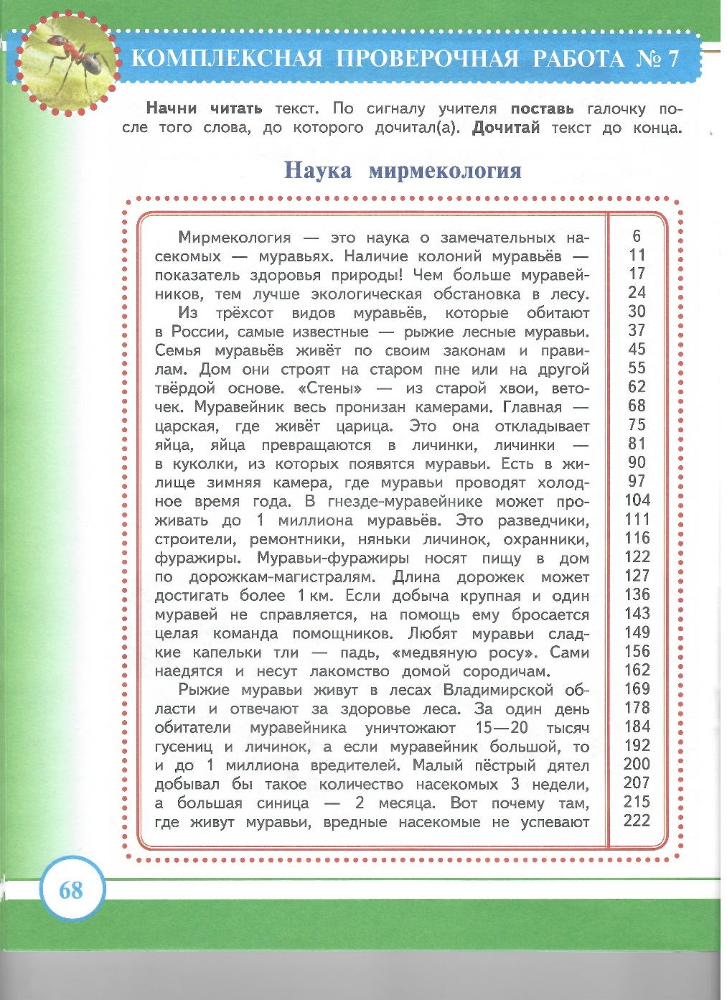 КОМПЛЕКСНАЯ ПРОВЕРОЧНАЯ РАБОТА № 7
Начни читать текст. По сигналу учителя поставь галочку по-
сле того слова, до которого дочитал(а). Дочитай текст до конца.
Наука мирмекология
Мирмекология — это наука о замечательных на- 6
секомых — муравьях. Наличие колоний муравьёв — 11
показатель здоровья природы! Чем больше муравей- 17
ников, тем лучше экологическая обстановка в лесу. 24
Из трёхсот видов муравьёв, которые обитают 30
в России, самые известные — рыжие лесные муравьи. 37
Семья муравьёв живёт по своим законам и прави- 45
лам. Дом они строят на старом пне или на другой 55
твёрдой основе. «Стены» — из старой хвои, вето- 62
чек. Муравейник весь пронизан камерами. Главная — 68
царская, где живёт царица. Это она откладывает 75
яйца, яйца превращаются в личинки, личинки — 81
в куколки, из которых появятся муравьи. Есть в жи- 90
лище зимняя камера, где муравьи проводят холод- 97
ное время года. В гнезде-муравейнике может про- 104
живать до 1 миллиона муравьёв. Это разведчики, 111
строители, ремонтники, няньки личинок, охранники, 116
фуражиры. Муравьи-фуражиры носят пищу в дом 122
по дорожкам-магистралям. Длина дорожек может 127
достигать более 1 км. Если добыча крупная и один 136
муравей не справляется, на помощь ему бросается 143
целая команда помощников. Любят муравьи слад- 149
кие капельки тли — падь, «медвяную росу». Сами 156
наедятся и несут лакомство домой сородичам. 162
Рыжие муравьи живут в лесах Владимирской об- 169
ласти и отвечают за здоровье леса. За один день 178
обитатели муравейника уничтожают 15—20 тысяч 184
гусениц и личинок, а если муравейник большой, то 192
и до 1 миллиона вредителей. Малый пёстрый дятел 200
добывал бы такое количество насекомых 3 недели, 207
а большая синица — 2 месяца. Вот почему там, 215
где живут муравьи, вредные насекомые не успевают 222
68